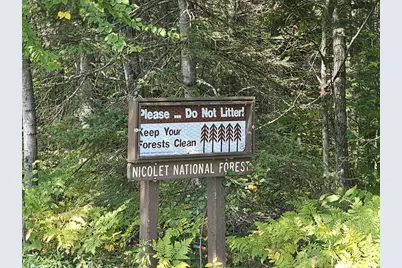 Please ... Do Not Litter!
Keep Your
Forests Clean
NICOLET NATIONAL FOREST